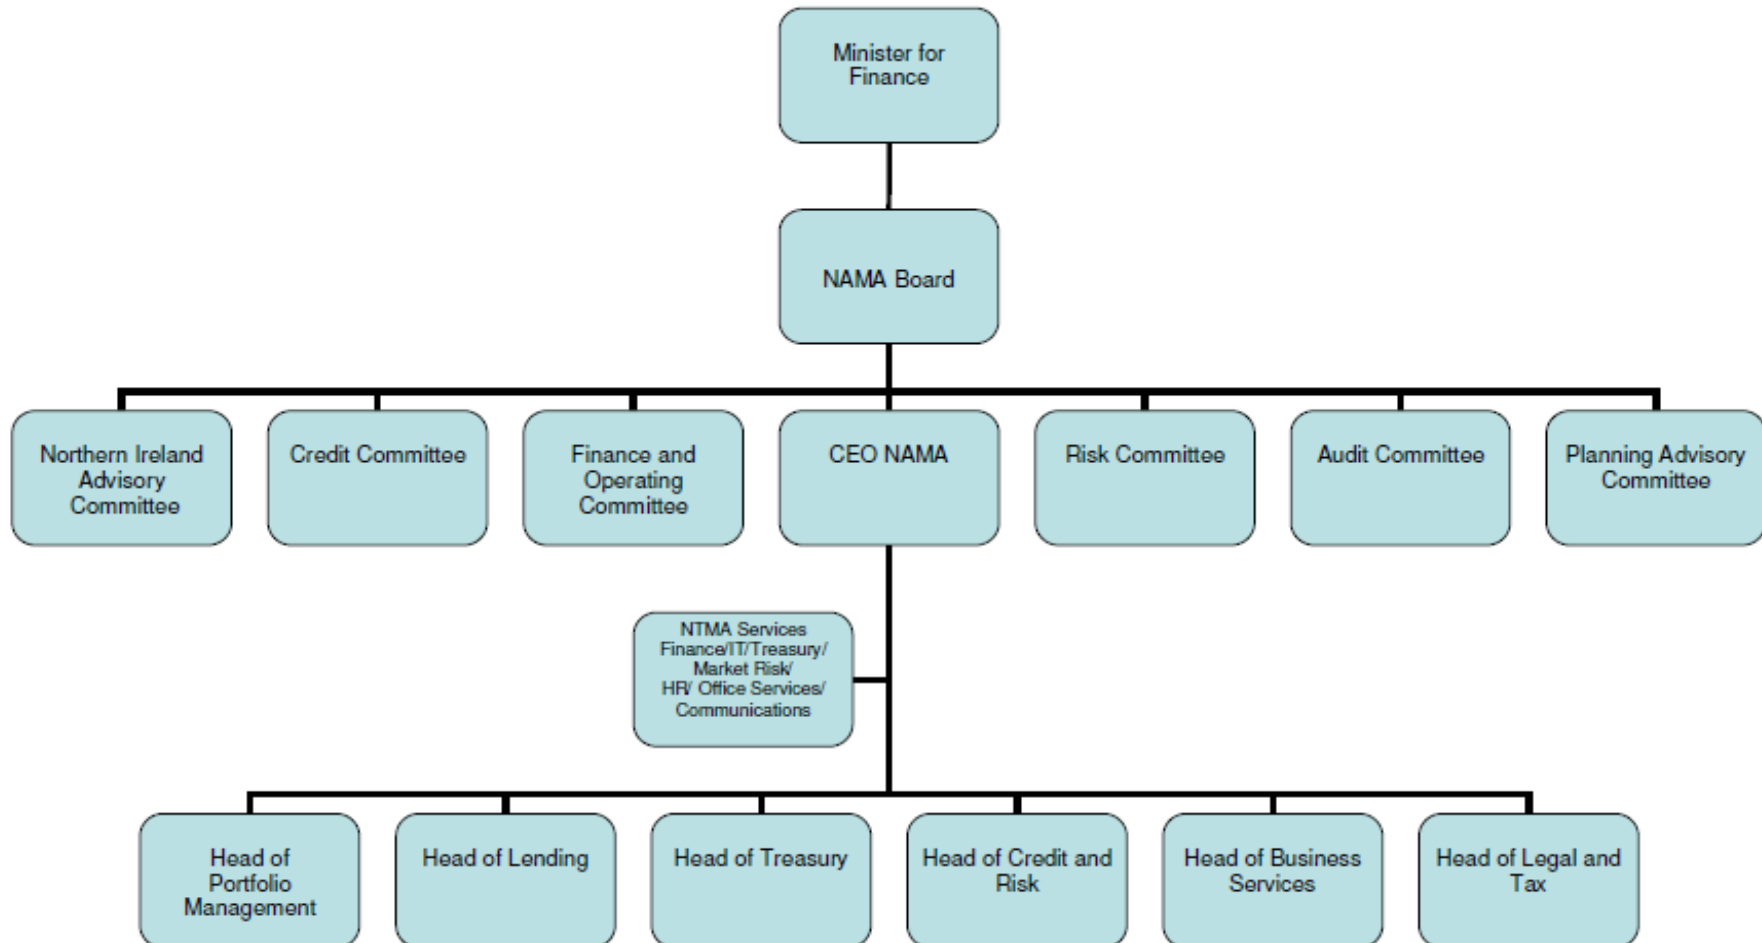 Minister for
Finance
NAMA Board
Northern Ireland
Advisory
Committee
Credit Committee
Finance and
Operating
Committee
CEO NAMA
Risk Committee
Audit Committee
Planning Advisory
Committee
NTMA Services
Finance/IT/Treasury/
Market Risk/
HR/ Office Services/
Communications
Head of
Portfolio
Management
Head of Lending
Head of Treasury
Head of Credit and
Risk
Head of Business
Services
Head of Legal and
Tax